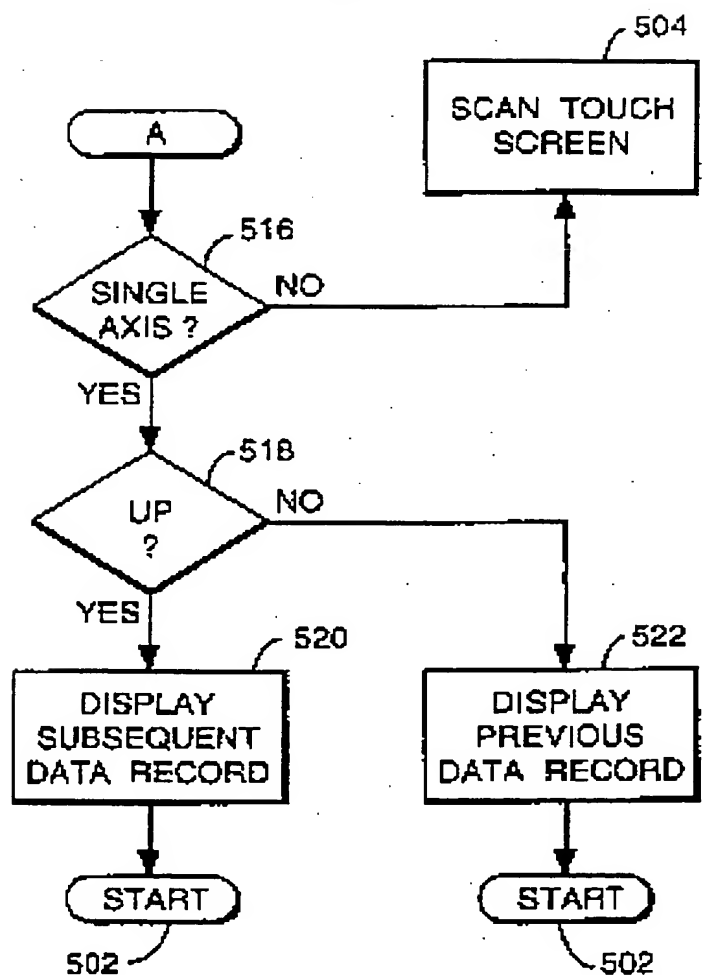 504
SCAN TOUCH
SCREEN
A
516
SINGLE
AXIS ?
NO
YES
518
UP
?
NO
YES
520
DISPLAY
SUBSEQUENT
DATA RECORD
522
DISPLAY
PREVIOUS
DATA RECORD
START
502
START
502